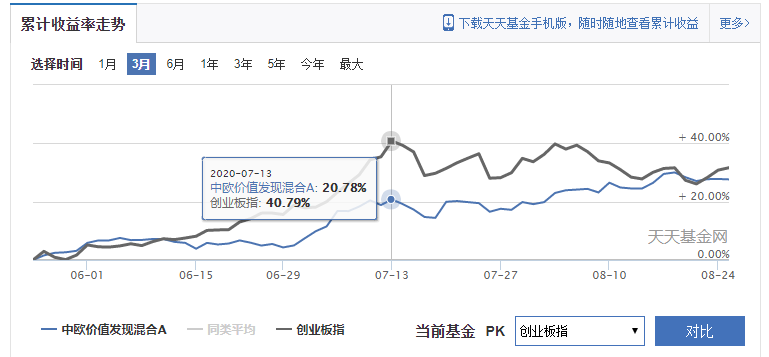 累计收益率走势
下载天天基金手机版，随时随地查看累计收益
更多>
选择时间 1月 3月 6月 1年 3年 5年 今年 最大
+ 40.00%
2020-07-13
中欧价值发现混合A: 20.78%
创业板指: 40.79%
+ 20.00%
天天基金网
0.00%
06-01 06-15 06-29 07-13 07-27 08-10 08-24
中欧价值发现混合A 同类平均 创业板指
当前基金 PK 创业板指 对比